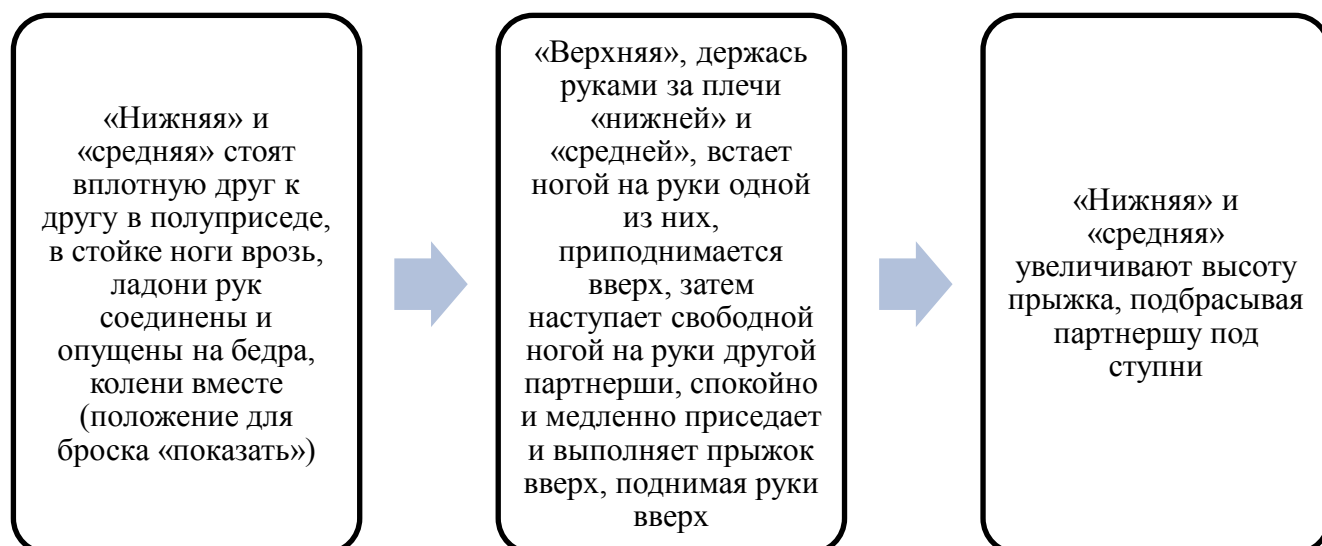 «Нижняя» и
«средняя» стоят
вплотную друг к
другу в полуприседе,
в стойке ноги врозь,
ладони рук
соединены и
опущены на бедра,
колени вместе
(положение для
броска «показать»)
«Верхняя», держась
руками за плечи
«нижней» и
«средней», встает
ногой на руки одной
из них,
приподнимается
вверх, затем
наступает свободной
ногой на руки другой
партнерши, спокойно
и медленно приседает
и выполняет прыжок
вверх, поднимая руки
вверх
«Нижняя» и
«средняя»
увеличивают высоту
прыжка, подбрасывая
партнершу под
ступни